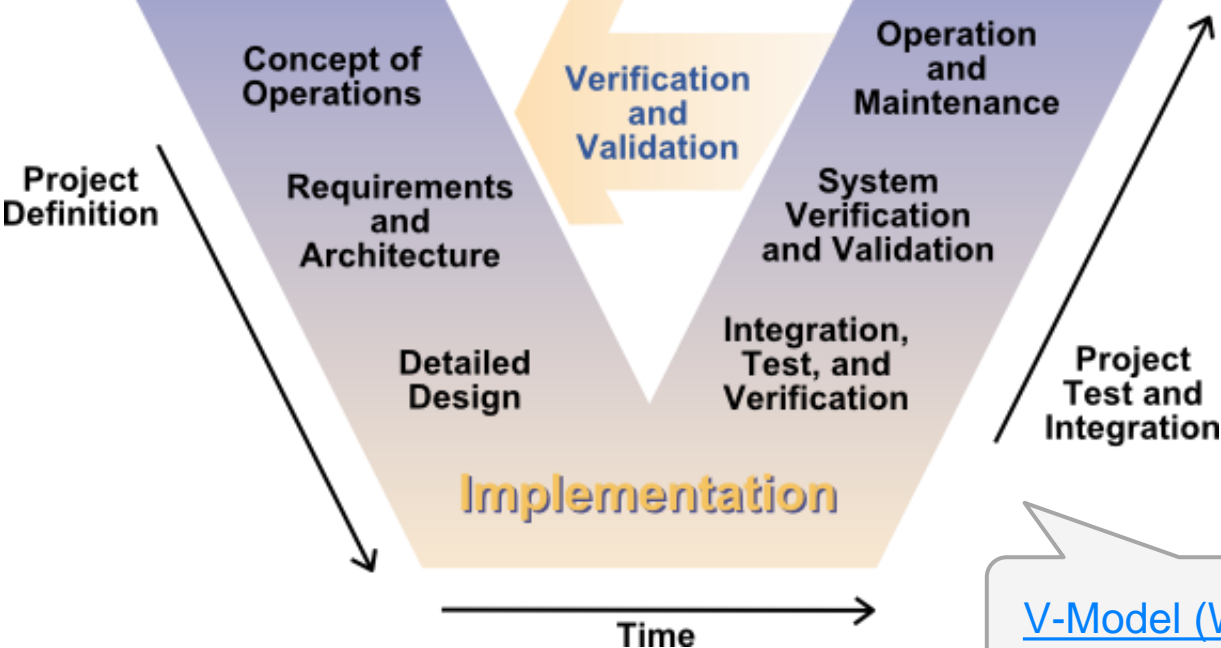 Concept of
Operations
Verification
and
Validation
Operation
and
Maintenance
Project
Definition
Requirements
and
Architecture
System
Verification
and Validation
Detailed
Design
Integration,
Test, and
Verification
Project
Test and
Integration
Implementation
Time
V-Model